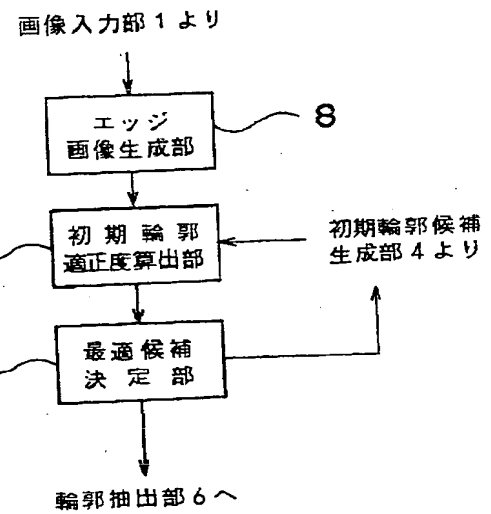 画像入力部1より
エッジ
画像生成部
8
初期輪郭
適正度算出部
初期輪郭候補
生成部4より
最適候補
決定部
輪郭抽出部6へ